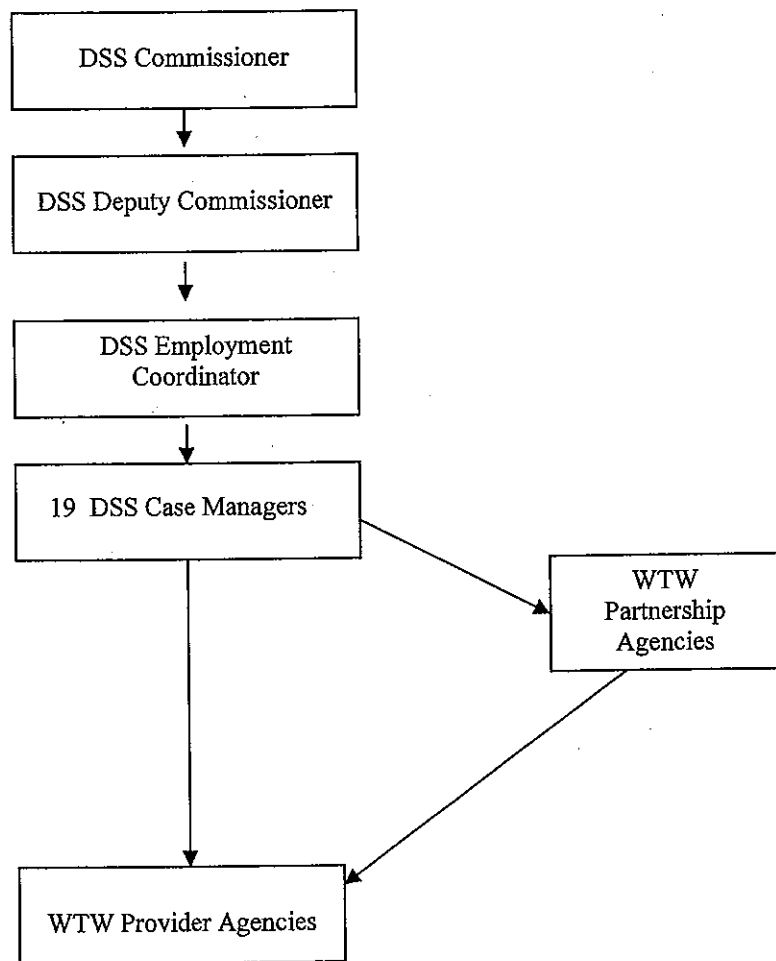 DSS Commissioner
DSS Deputy Commissioner
DSS Employment
Coordinator
19 DSS Case Managers
WTW
Partnership
Agencies
WTW Provider Agencies